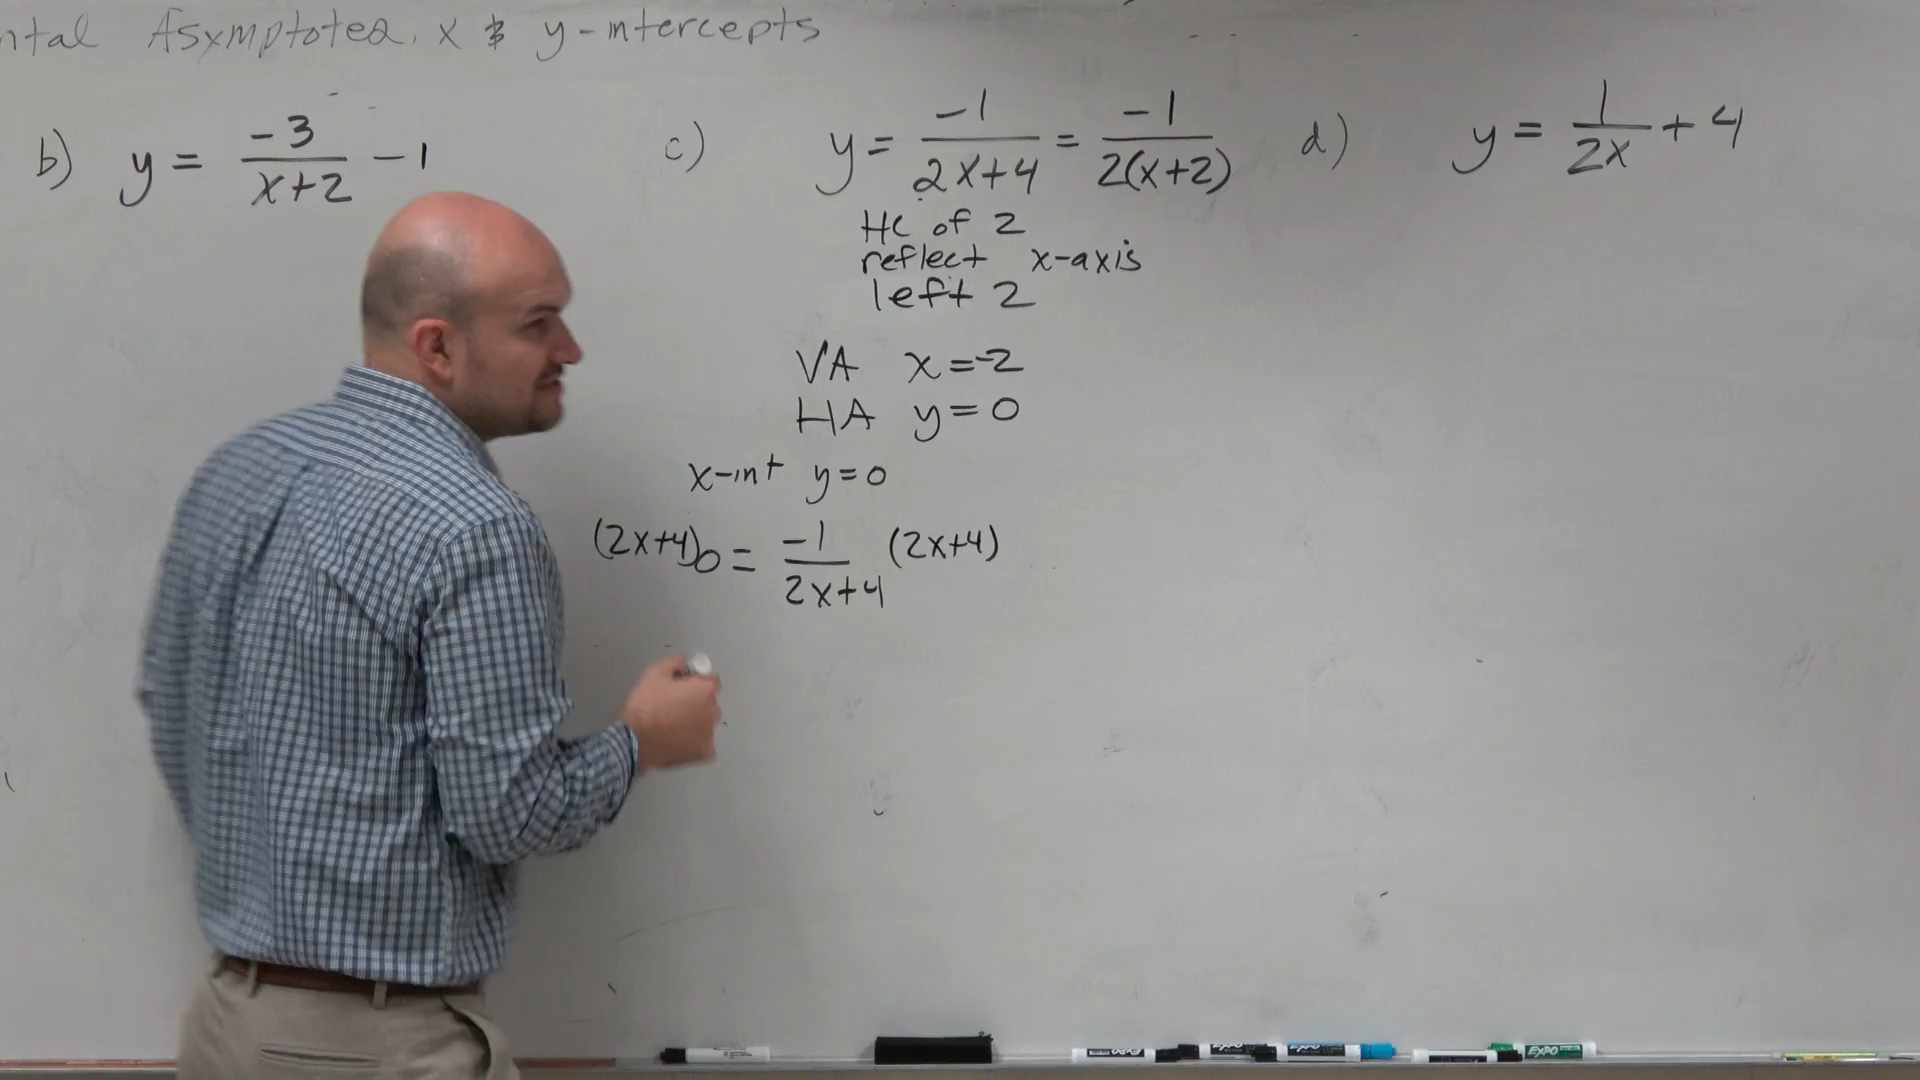 ntal Asymptotes, x & y-intercepts
b) y = -3/(x+2) - 1
c) y = -1/(2x+4) = -1/(2(x+2))
HC of 2
reflect x-axis
left 2
VA x = -2
HA y = 0
x-int y = 0
(2x+4)0 = -1/(2x+4) (2x+4)
d) y = 1/(2x) + 4
EXPO